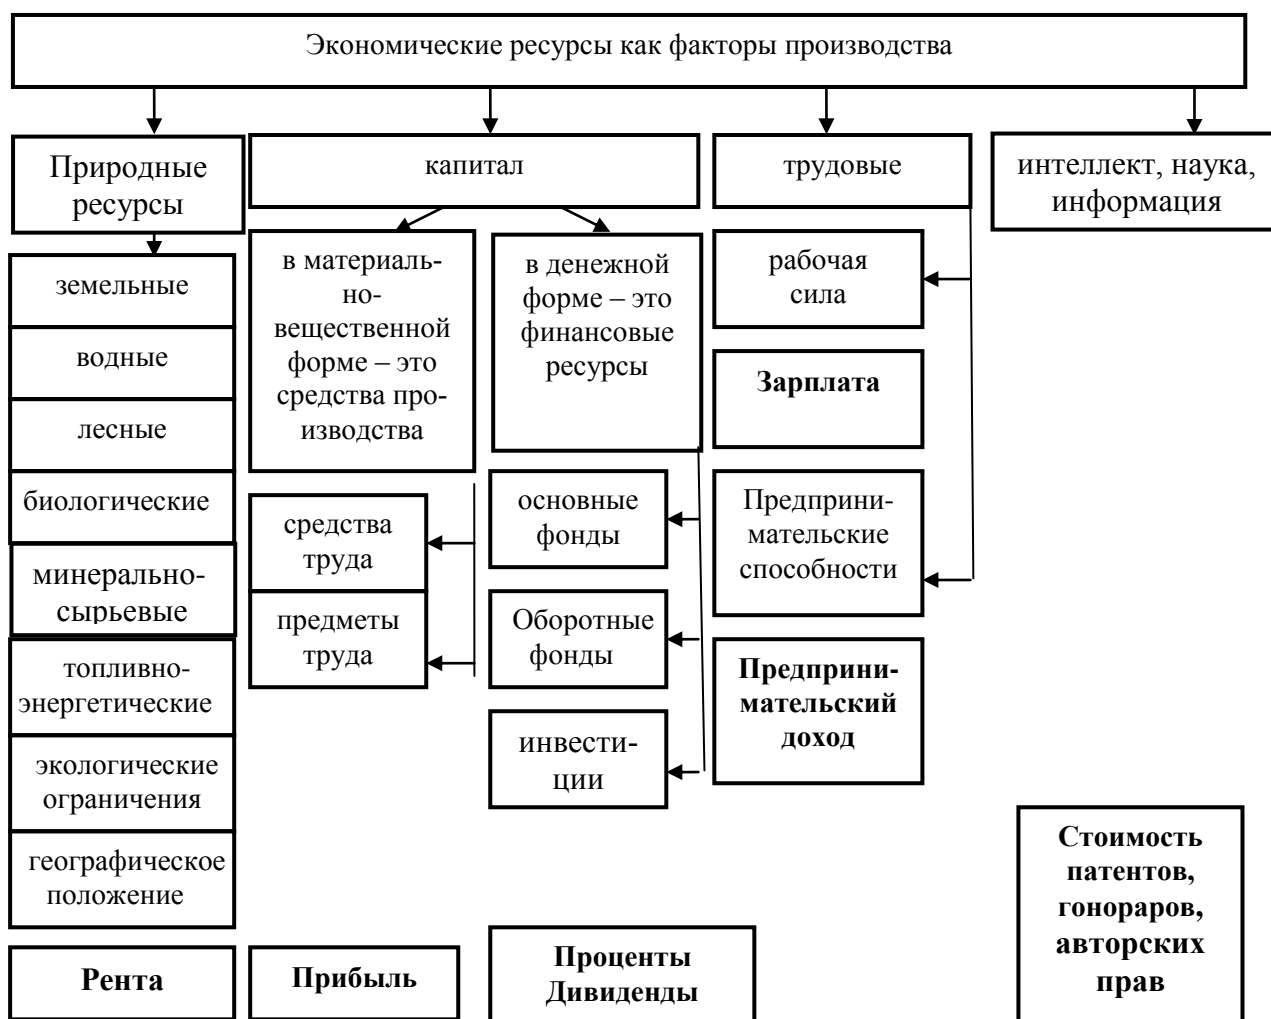 Экономические ресурсы как факторы производства
Природные
ресурсы
капитал
трудовые
интеллект, наука,
информация
земельные
водные
лесные
биологические
минерально-
сырьевые
топливно-
энергетические
экологические
ограничения
географическое
положение
Рента
в материаль-
но-
вещественной
форме – это
средства про-
изводства
средства
труда
предметы
труда
Прибыль
в денежной
форме – это
финансовые
ресурсы
основные
фонды
Оборотные
фонды
инвести-
ции
Проценты
Дивиденды
рабочая
сила
Зарплата
Предприни-
мательские
способности
Предприни-
мательский
доход
Стоимость
патентов,
гонораров,
авторских
прав